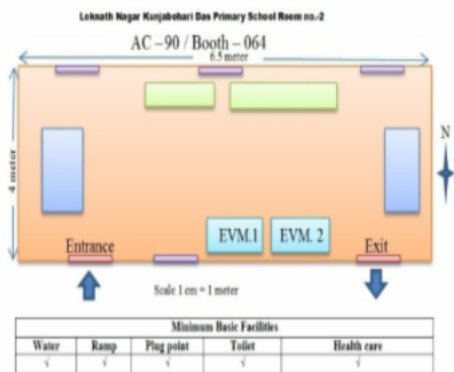 Loknath Nagar Kunjabehari Das Primary School Room no.-2
AC – 90 / Booth – 064
6.5 meter
4 meter
N
EVM.1
EVM. 2
Entrance
Exit
Scale 1 cm = 1 meter
Minimum Basic Facilities
Water Ramp Plug point Toilet Health care
√ √ √ √ √